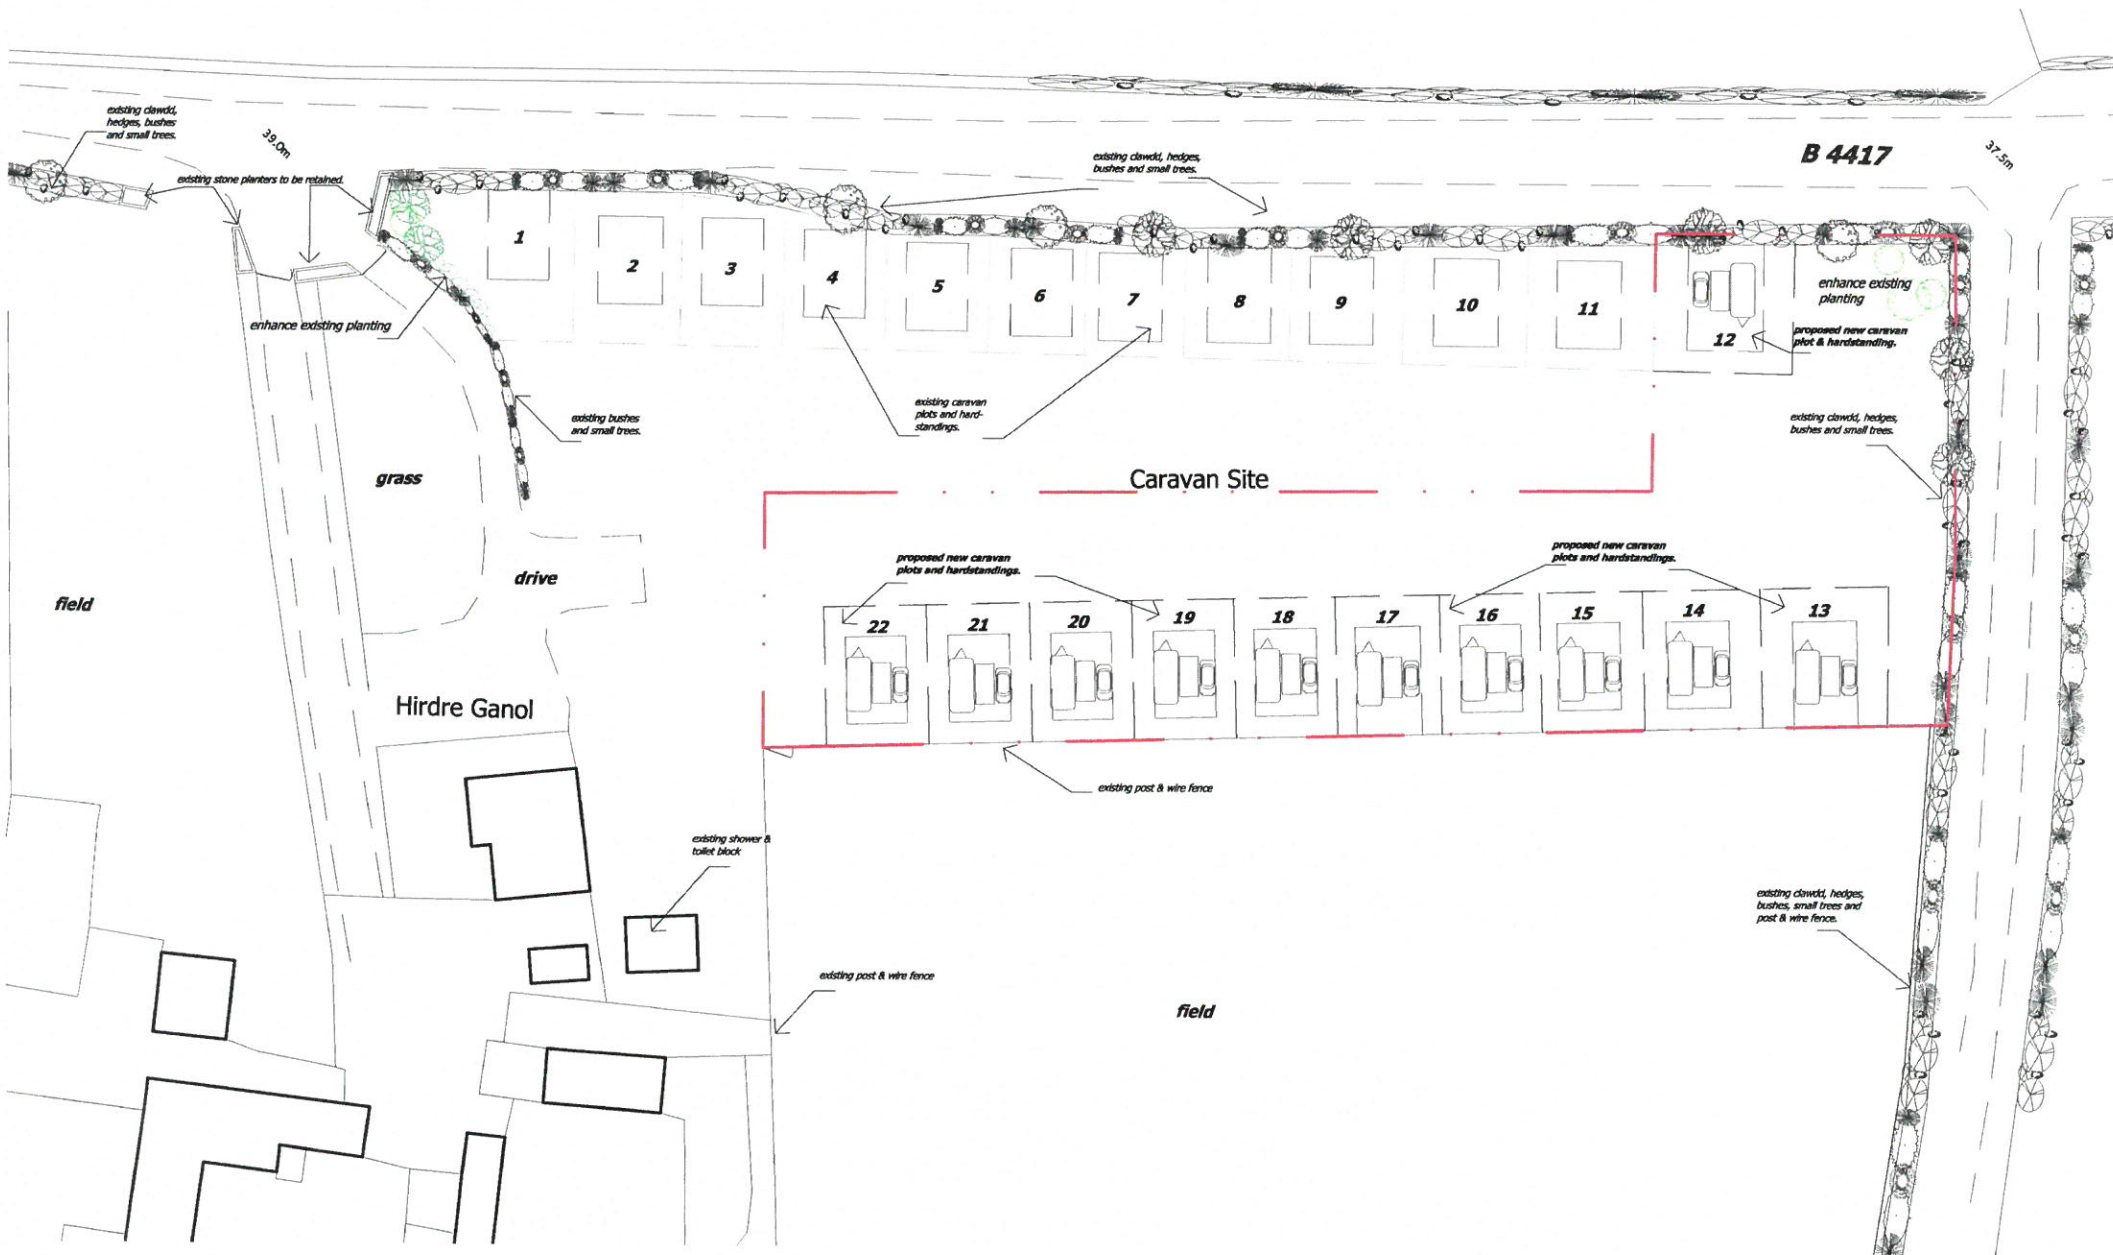 existing clawdd,
hedges, bushes
and small trees.
39.0m
existing stone planters to be retained.
existing clawdd, hedges,
bushes and small trees.
B 4417
37.5m
1
2
3
4
5
6
7
8
9
10
11
12
enhance existing
planting
proposed new caravan
plot & hardstanding.
enhance existing planting
existing bushes
and small trees.
existing caravan
plots and hard-
standings.
existing clawdd, hedges,
bushes and small trees.
grass
Caravan Site
drive
field
proposed new caravan
plots and hardstandings.
proposed new caravan
plots and hardstandings.
22
21
20
19
18
17
16
15
14
13
Hirdre Ganol
existing post & wire fence
existing shower &
toilet block
existing clawdd, hedges,
bushes, small trees and
post & wire fence.
existing post & wire fence
field